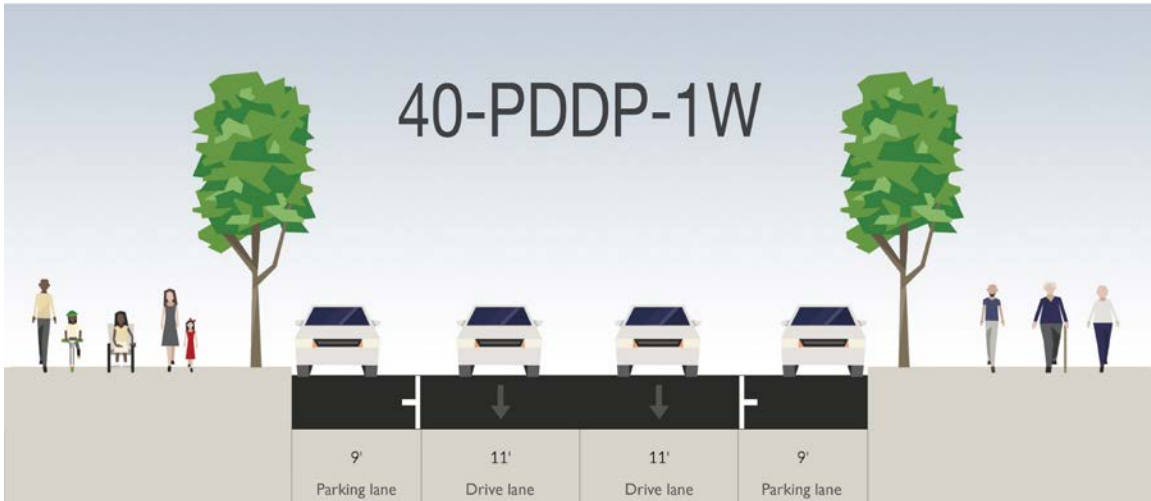 40-PDDP-1W
9' 11' 11' 9'
Parking lane Drive lane Drive lane Parking lane